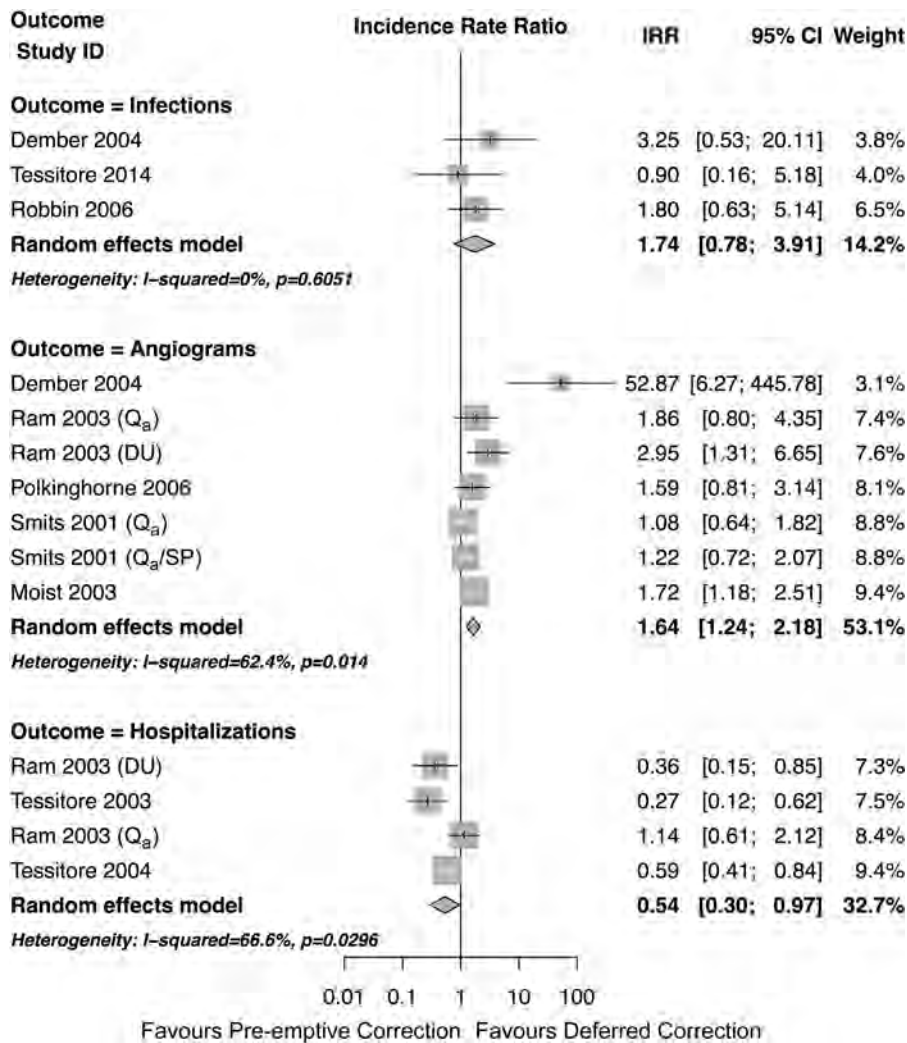 Outcome Incidence Rate Ratio IRR 95% CI Weight
Study ID
Outcome = Infections
Dember 2004 3.25 [0.53; 20.11] 3.8%
Tessitore 2014 0.90 [0.16; 5.18] 4.0%
Robbin 2006 1.80 [0.63; 5.14] 6.5%
Random effects model 1.74 [0.78; 3.91] 14.2%
Heterogeneity: I−squared=0%, p=0.6051
Outcome = Angiograms
Dember 2004 52.87 [6.27; 445.78] 3.1%
Ram 2003 (Qa) 1.86 [0.80; 4.35] 7.4%
Ram 2003 (DU) 2.95 [1.31; 6.65] 7.6%
Polkinghorne 2006 1.59 [0.81; 3.14] 8.1%
Smits 2001 (Qa) 1.08 [0.64; 1.82] 8.8%
Smits 2001 (Qa/SP) 1.22 [0.72; 2.07] 8.8%
Moist 2003 1.72 [1.18; 2.51] 9.4%
Random effects model 1.64 [1.24; 2.18] 53.1%
Heterogeneity: I−squared=62.4%, p=0.014
Outcome = Hospitalizations
Ram 2003 (DU) 0.36 [0.15; 0.85] 7.3%
Tessitore 2003 0.27 [0.12; 0.62] 7.5%
Ram 2003 (Qa) 1.14 [0.61; 2.12] 8.4%
Tessitore 2004 0.59 [0.41; 0.84] 9.4%
Random effects model 0.54 [0.30; 0.97] 32.7%
Heterogeneity: I−squared=66.6%, p=0.0296
0.01 0.1 1 10 100
Favours Pre-emptive Correction Favours Deferred Correction